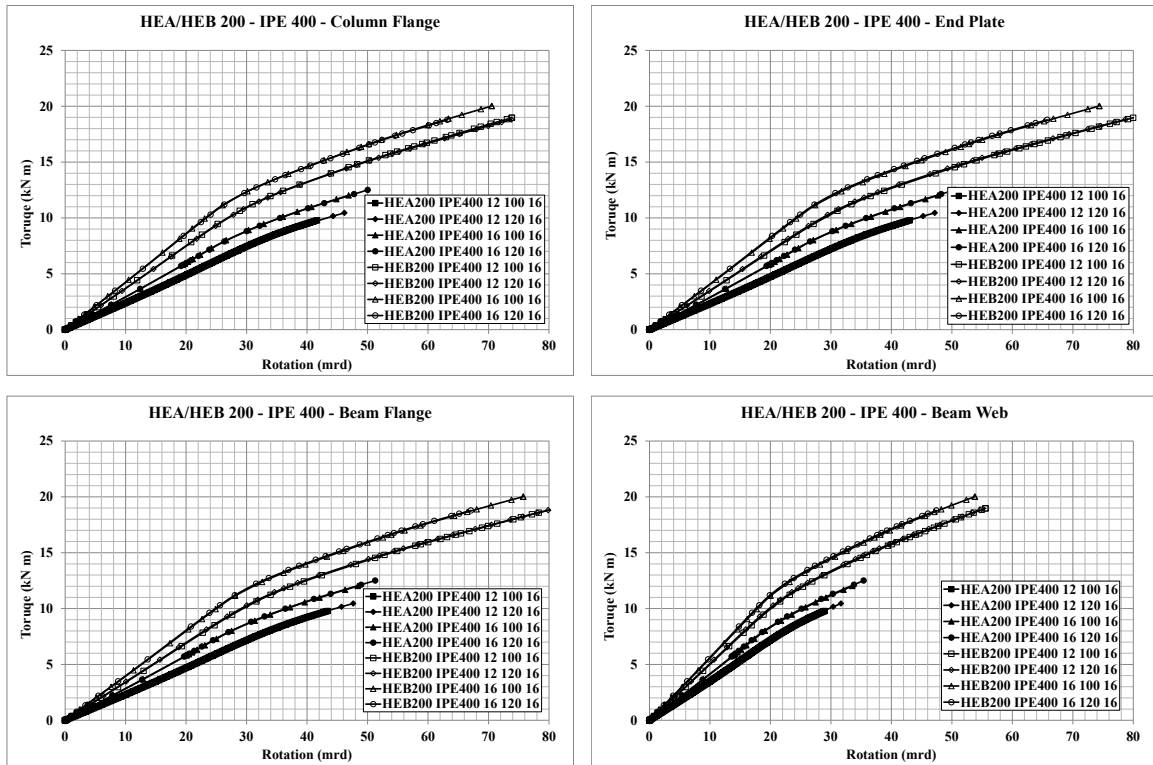 HEA/HEB 200 - IPE 400 - Column Flange
25
20
15
10
5
0
Toruqe (kN m)
HEA200 IPE400 12 100 16
HEA200 IPE400 12 120 16
HEA200 IPE400 16 100 16
HEA200 IPE400 16 120 16
HEB200 IPE400 12 100 16
HEB200 IPE400 12 120 16
HEB200 IPE400 16 100 16
HEB200 IPE400 16 120 16
0 10 20 30 40 50 60 70 80
Rotation (mrd)
HEA/HEB 200 - IPE 400 - End Plate
25
20
15
10
5
0
Toruqe (kN m)
HEA200 IPE400 12 100 16
HEA200 IPE400 12 120 16
HEA200 IPE400 16 100 16
HEA200 IPE400 16 120 16
HEB200 IPE400 12 100 16
HEB200 IPE400 12 120 16
HEB200 IPE400 16 100 16
HEB200 IPE400 16 120 16
0 10 20 30 40 50 60 70 80
Rotation (mrd)
HEA/HEB 200 - IPE 400 - Beam Flange
25
20
15
10
5
0
Toruqe (kN m)
HEA200 IPE400 12 100 16
HEA200 IPE400 12 120 16
HEA200 IPE400 16 100 16
HEA200 IPE400 16 120 16
HEB200 IPE400 12 100 16
HEB200 IPE400 12 120 16
HEB200 IPE400 16 100 16
HEB200 IPE400 16 120 16
0 10 20 30 40 50 60 70 80
Rotation (mrd)
HEA/HEB 200 - IPE 400 - Beam Web
25
20
15
10
5
0
Toruqe (kN m)
HEA200 IPE400 12 100 16
HEA200 IPE400 12 120 16
HEA200 IPE400 16 100 16
HEA200 IPE400 16 120 16
HEB200 IPE400 12 100 16
HEB200 IPE400 12 120 16
HEB200 IPE400 16 100 16
HEB200 IPE400 16 120 16
0 10 20 30 40 50 60 70 80
Rotation (mrd)